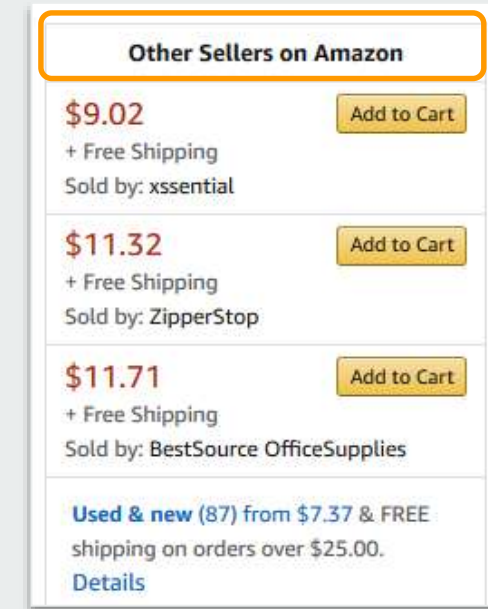 Other Sellers on Amazon
$9.02 Add to Cart
+ Free Shipping
Sold by: xssential
$11.32 Add to Cart
+ Free Shipping
Sold by: ZipperStop
$11.71 Add to Cart
+ Free Shipping
Sold by: BestSource OfficeSupplies
Used & new (87) from $7.37 & FREE
shipping on orders over $25.00.
Details